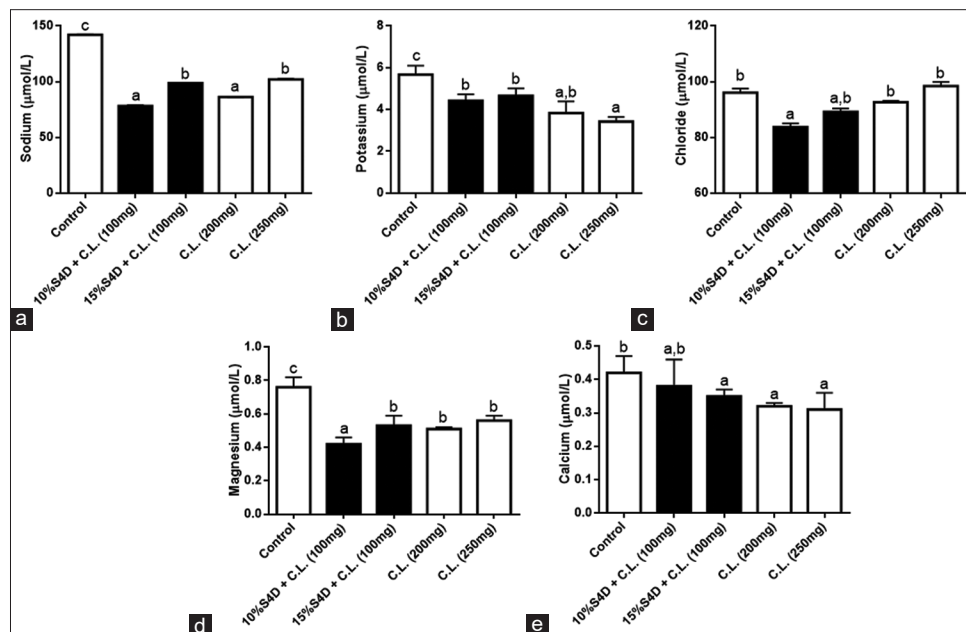 150
100
50
0
Sodium (µmol/L)
c
a
b
a
b
Control
10%S4D + C.L. (100mg)
15%S4D + C.L. (100mg)
C.L. (200mg)
C.L. (250mg)
a
8
6
4
2
0
Potassium (µmol/L)
c
b
b
a,b
a
Control
10%S4D + C.L. (100mg)
15%S4D + C.L. (100mg)
C.L. (200mg)
C.L. (250mg)
b
120
100
80
60
Chloride (µmol/L)
b
a
a,b
b
b
Control
10%S4D + C.L. (100mg)
15%S4D + C.L. (100mg)
C.L. (200mg)
C.L. (250mg)
c
1.0
0.8
0.6
0.4
0.2
0.0
Magnesium (µmol/L)
c
a
b
b
b
Control
10%S4D + C.L. (100mg)
15%S4D + C.L. (100mg)
C.L. (200mg)
C.L. (250mg)
d
0.5
0.4
0.3
0.2
0.1
0.0
Calcium (µmol/L)
b
a,b
a
a
a
Control
10%S4D + C.L. (100mg)
15%S4D + C.L. (100mg)
C.L. (200mg)
C.L. (250mg)
e